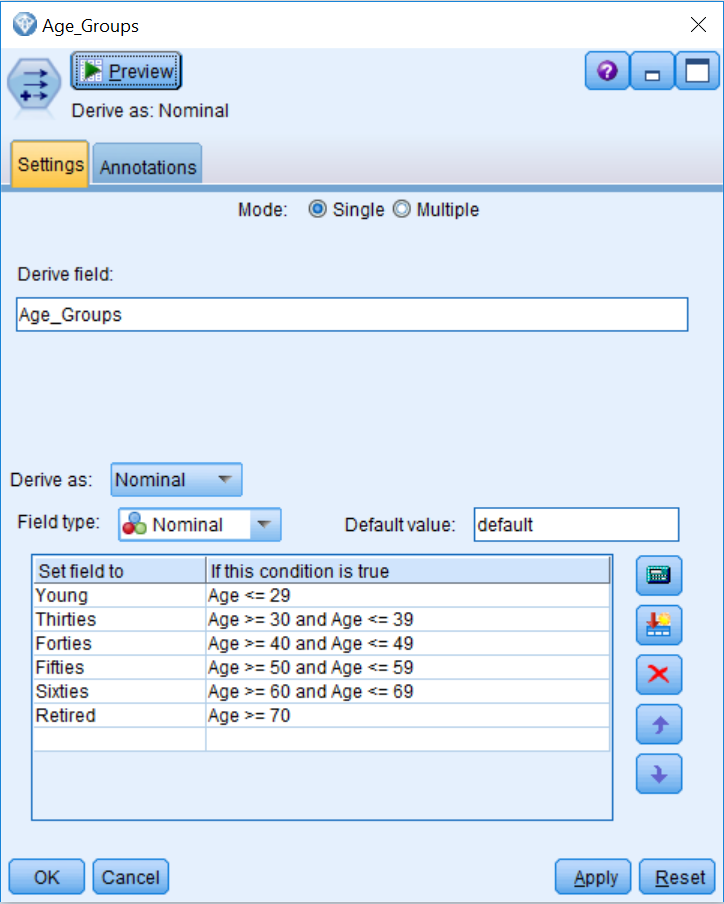 Age_Groups
Preview
Derive as: Nominal
Settings Annotations
Mode: Single Multiple
Derive field:
Age_Groups
Derive as: Nominal
Field type: Nominal Default value: default
Set field to If this condition is true
Young Age <= 29
Thirties Age >= 30 and Age <= 39
Forties Age >= 40 and Age <= 49
Fifties Age >= 50 and Age <= 59
Sixties Age >= 60 and Age <= 69
Retired Age >= 70
OK Cancel Apply Reset